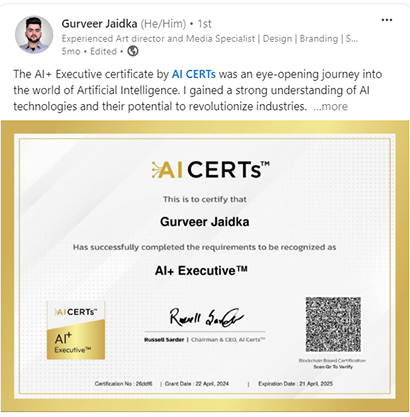 Gurveer Jaidka (He/Him) • 1st
Experienced Art director and Media Specialist | Design | Branding | S...
5mo • Edited •
The AI+ Executive certificate by AI CERTs was an eye-opening journey into
the world of Artificial Intelligence. I gained a strong understanding of AI
technologies and their potential to revolutionize industries. ...more
AI CERTs™
This is to certify that
Gurveer Jaidka
Has successfully completed the requirements to be recognized as
AI+ Executive™
AI CERTs™
AI+
Executive™
Russell Sarder | Chairman & CEO, AI Certs™
Blockchain Based Certification
Scan Qr To Verify
Certification No : 26ddf6 | Grant Date : 22 April, 2024 | Expiration Date : 21 April, 2025